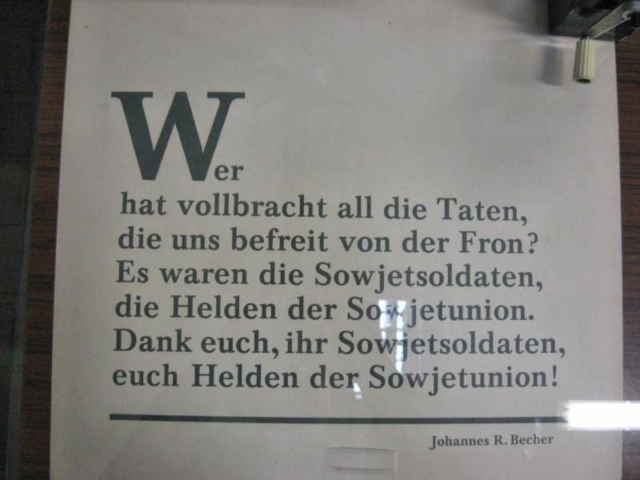 Wer
hat vollbracht all die Taten,
die uns befreit von der Fron?
Es waren die Sowjetsoldaten,
die Helden der Sowjetunion.
Dank euch, ihr Sowjetsoldaten,
euch Helden der Sowjetunion!
Johannes R. Becher